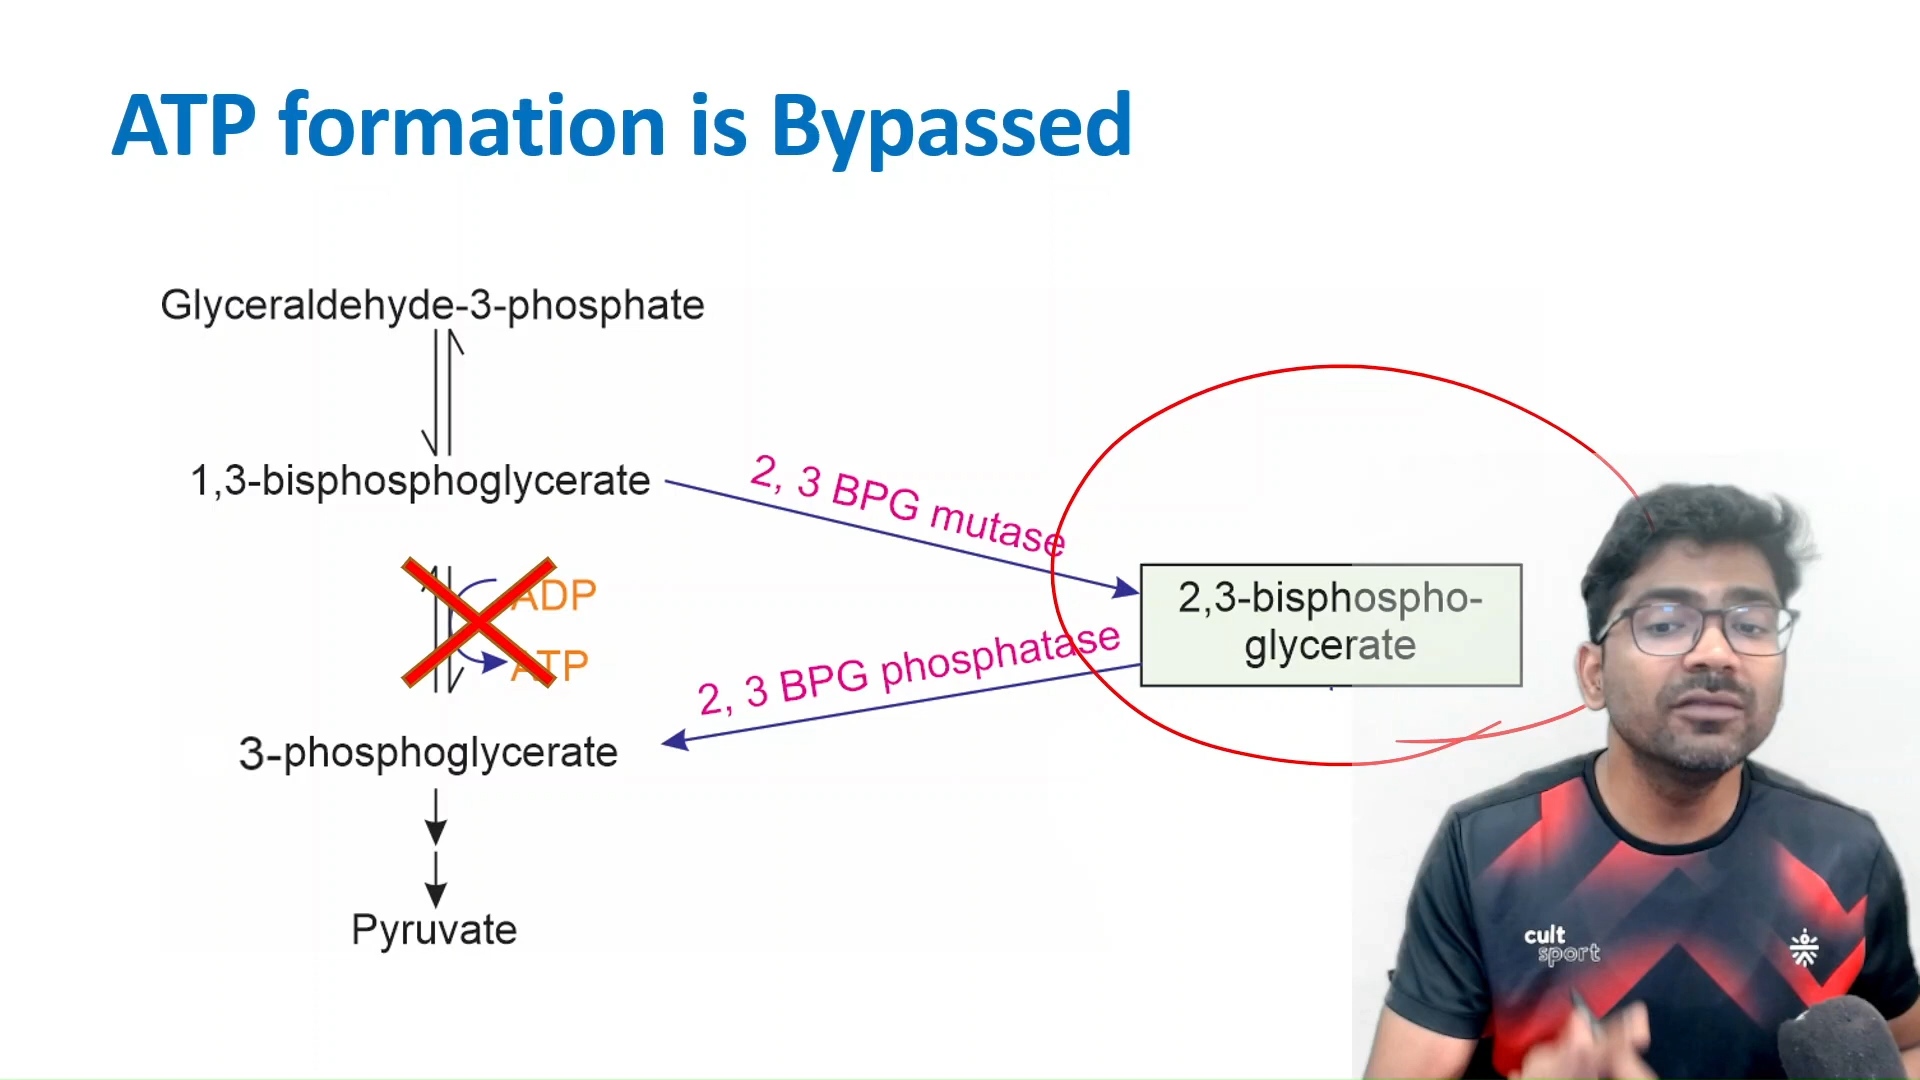 ATP formation is Bypassed
Glyceraldehyde-3-phosphate
1,3-bisphosphoglycerate
2, 3 BPG mutase
ADP
ATP
2,3-bisphospho-
glycerate
2, 3 BPG phosphatase
3-phosphoglycerate
Pyruvate
cult
sport